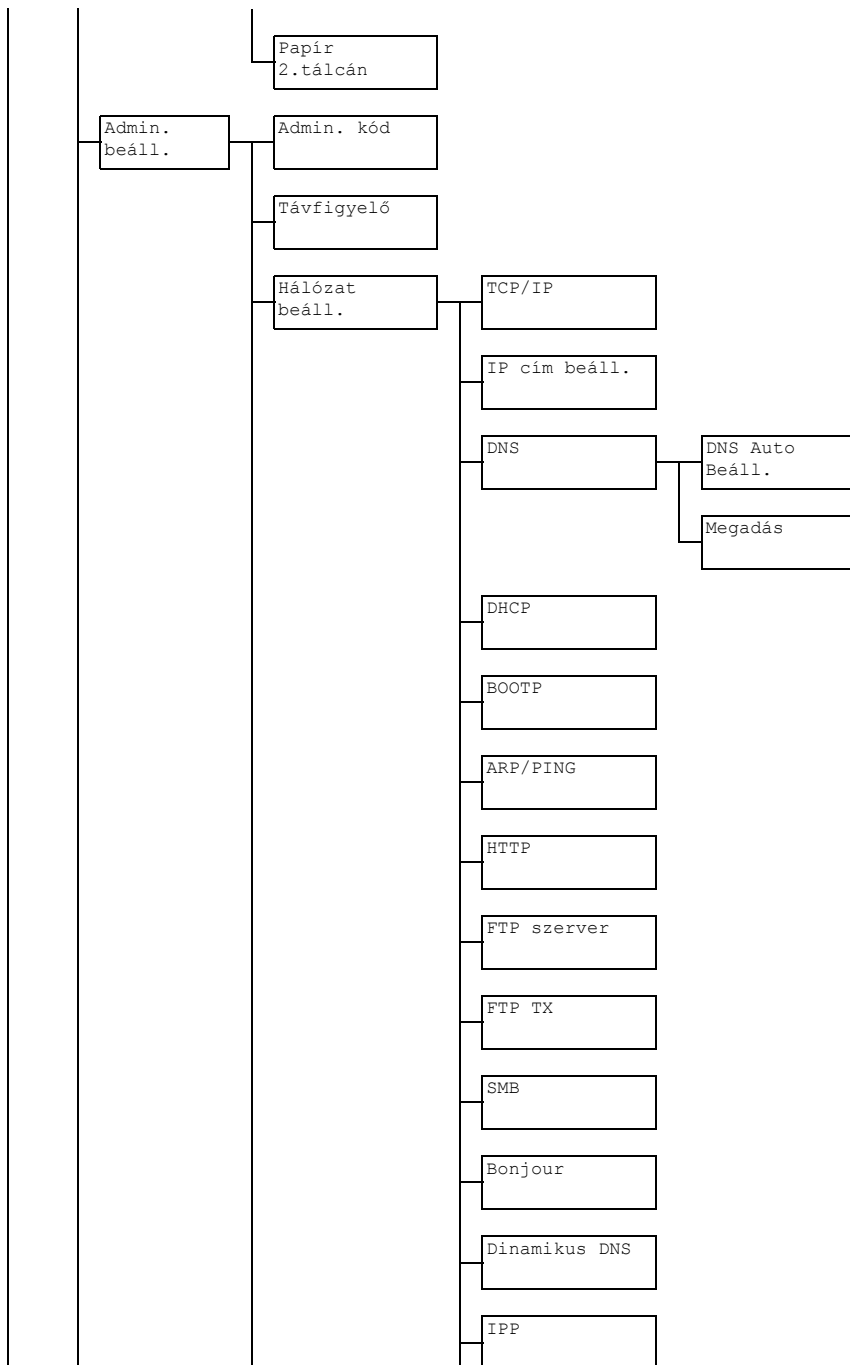 Papír
2.tálcán
Admin.
beáll.
Admin. kód
Távfigyelő
Hálózat
beáll.
TCP/IP
IP cím beáll.
DNS
DNS Auto
Beáll.
Megadás
DHCP
BOOTP
ARP/PING
HTTP
FTP szerver
FTP TX
SMB
Bonjour
Dinamikus DNS
IPP